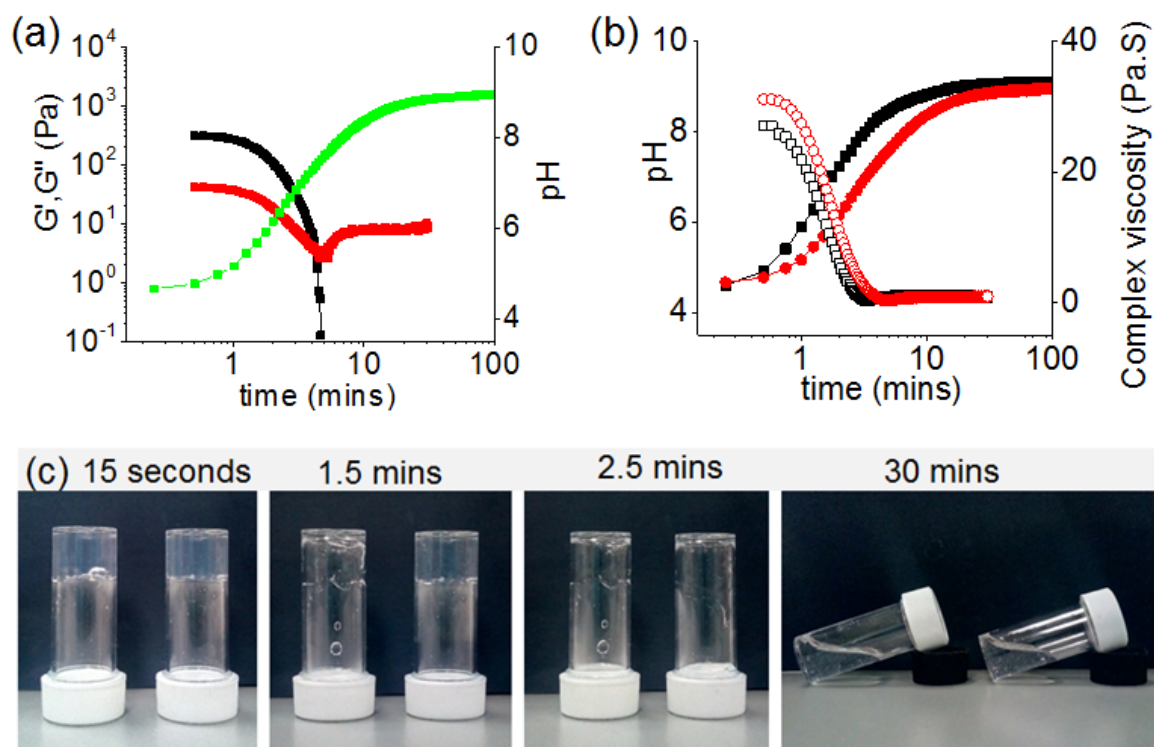 (a)
10⁴
10³
10²
10¹
10⁰
10⁻¹
G',G'' (Pa)
10
8
6
4
pH
1 10 100
time (mins)
(b)
10
8
6
4
pH
40
20
0
Complex viscosity (Pa.S)
1 10 100
time (mins)
(c) 15 seconds
1.5 mins
2.5 mins
30 mins